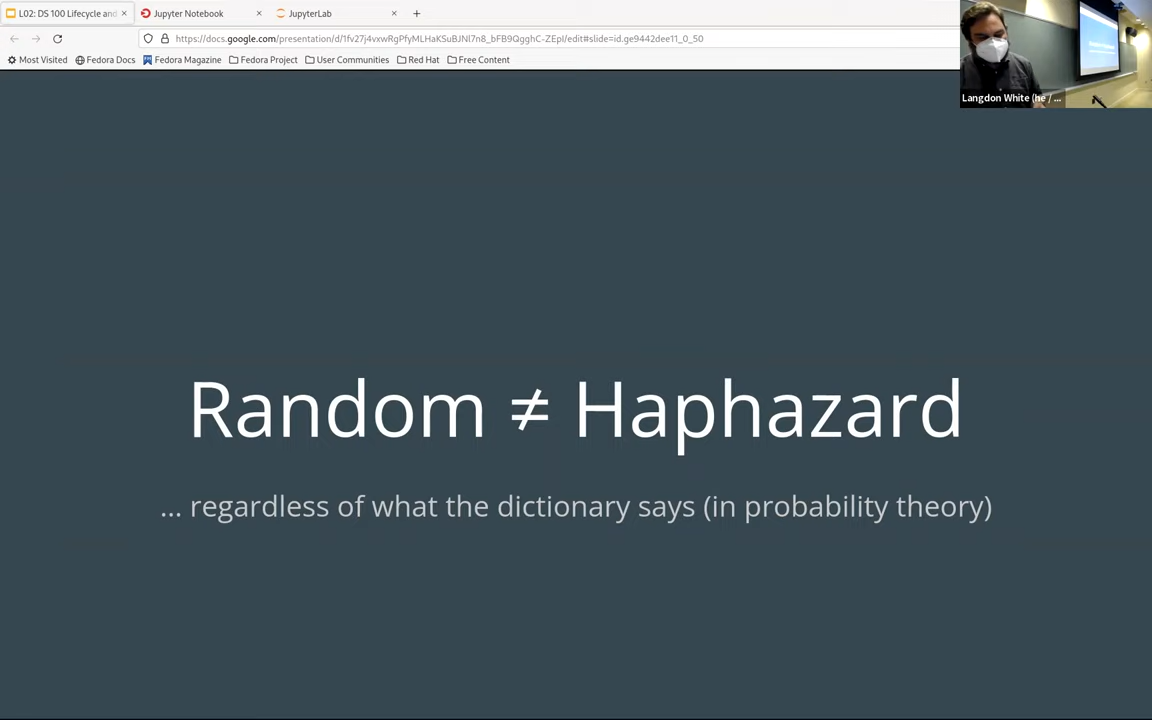 L02: DS 100 Lifecycle and
Jupyter Notebook
JupyterLab
https://docs.google.com/presentation/d/1fv27j4vxwRgPfyMLHaKSuBJNl7n8_bFB9QgghC-ZEpI/edit#slide=id.ge9442dee11_0_50
Most Visited
Fedora Docs
Fedora Magazine
Fedora Project
User Communities
Red Hat
Free Content
Langdon White (he / ...
Random ≠ Haphazard
... regardless of what the dictionary says (in probability theory)